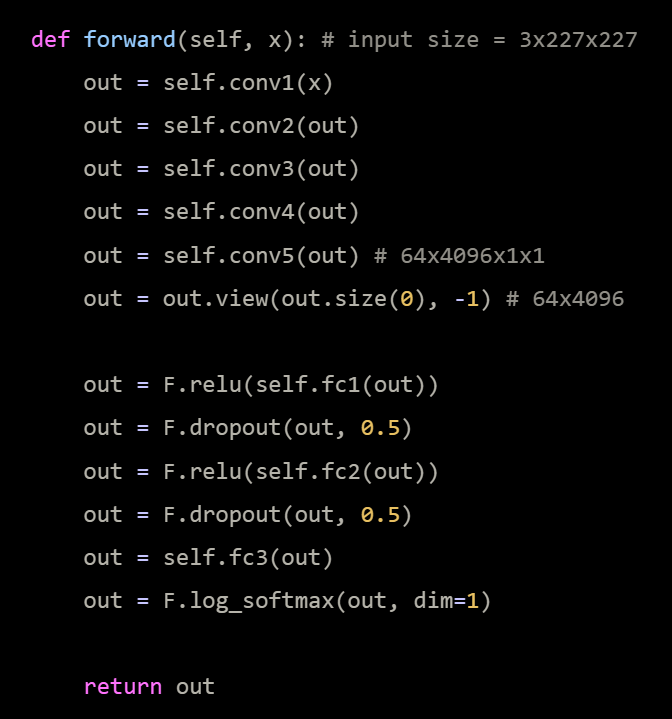 def forward(self, x): # input size = 3x227x227
out = self.conv1(x)
out = self.conv2(out)
out = self.conv3(out)
out = self.conv4(out)
out = self.conv5(out) # 64x4096x1x1
out = out.view(out.size(0), -1) # 64x4096
out = F.relu(self.fc1(out))
out = F.dropout(out, 0.5)
out = F.relu(self.fc2(out))
out = F.dropout(out, 0.5)
out = self.fc3(out)
out = F.log_softmax(out, dim=1)
return out